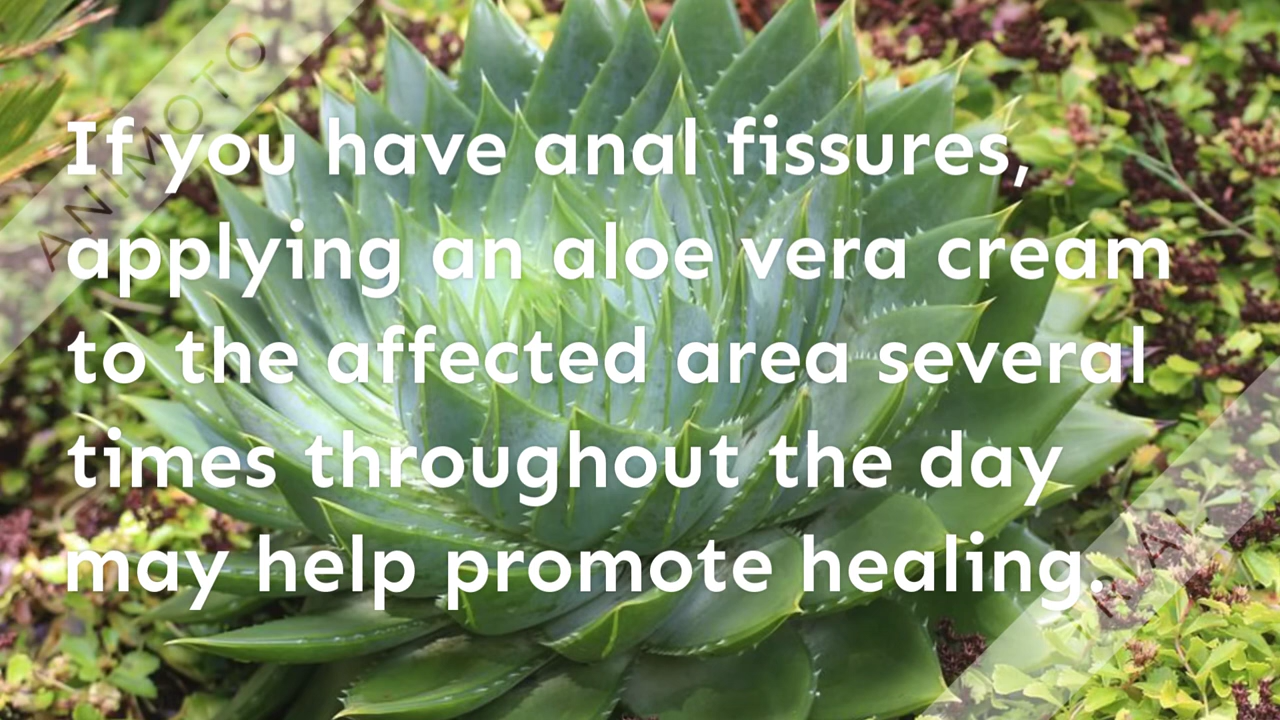 ANIMOTO
If you have anal fissures,
applying an aloe vera cream
to the affected area several
times throughout the day
may help promote healing.